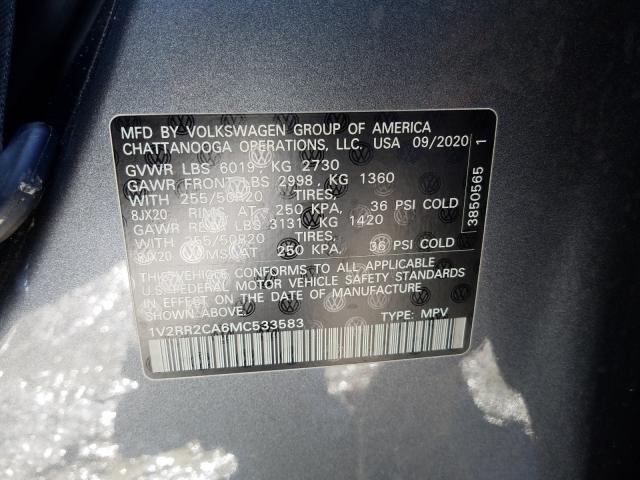 MFD BY VOLKSWAGEN GROUP OF AMERICA
CHATTANOOGA OPERATIONS, LLC. USA 09/2020
GVWR LBS 6019, KG 2730
GAWR FRONT LBS 2998, KG 1360
WITH 255/50R20 TIRES,
8JX20 RIMS AT 250 KPA, 36 PSI COLD
GAWR REAR LBS 3131, KG 1420
WITH 255/50R20 TIRES,
8JX20 RIMS AT 250 KPA, 36 PSI COLD
THIS VEHICLE CONFORMS TO ALL APPLICABLE
U.S. FEDERAL MOTOR VEHICLE SAFETY STANDARDS
IN EFFECT ON THE DATE OF MANUFACTURE
SHOWN ABOVE.
1V2RR2CA6MC533583 TYPE: MPV
3850565 1